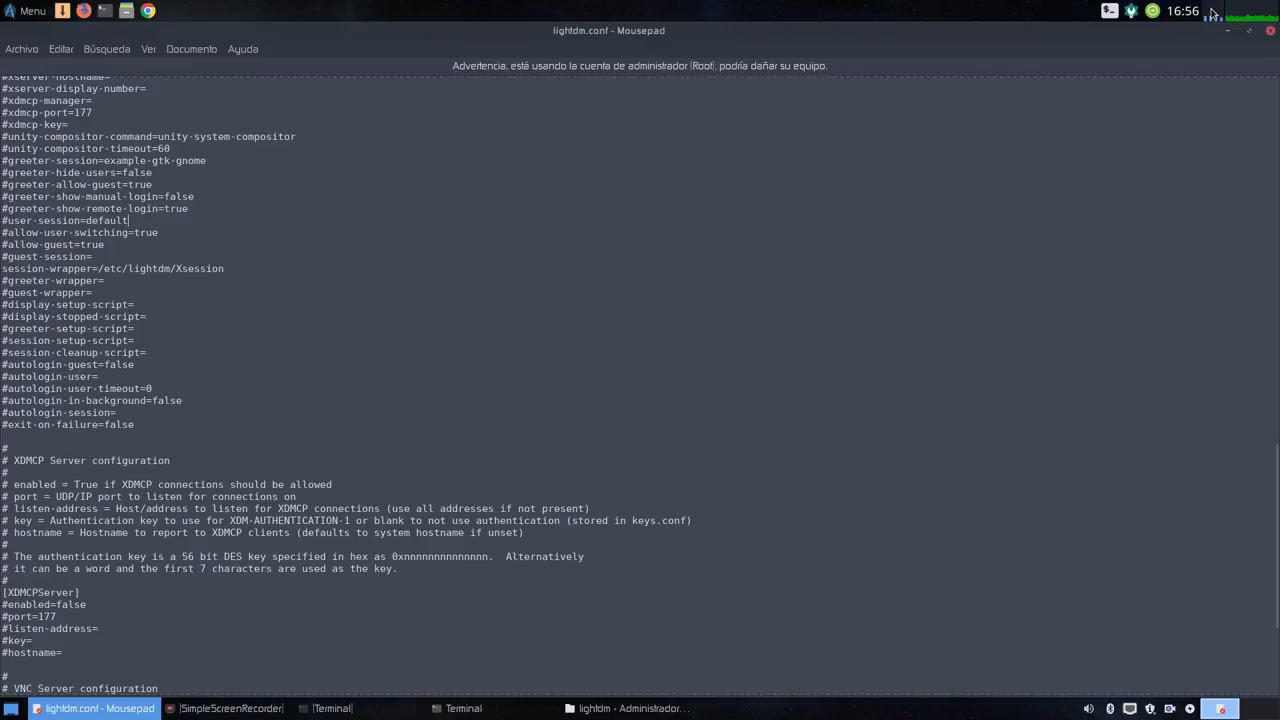 Menu
16:56
lightdm.conf - Mousepad
Archivo Editar Búsqueda Ver Documento Ayuda
Advertencia, está usando la cuenta de administrador (Root), podría dañar su equipo.
#xserver-hostname=
#xserver-display-number=
#xdmcp-manager=
#xdmcp-port=177
#xdmcp-key=
#unity-compositor-command=unity-system-compositor
#unity-compositor-timeout=60
#greeter-session=example-gtk-gnome
#greeter-hide-users=false
#greeter-allow-guest=true
#greeter-show-manual-login=false
#greeter-show-remote-login=true
#user-session=default
#allow-user-switching=true
#allow-guest=true
#guest-session=
session-wrapper=/etc/lightdm/Xsession
#greeter-wrapper=
#guest-wrapper=
#display-setup-script=
#display-stopped-script=
#greeter-setup-script=
#session-setup-script=
#session-cleanup-script=
#autologin-guest=false
#autologin-user=
#autologin-user-timeout=0
#autologin-in-background=false
#autologin-session=
#exit-on-failure=false
#
# XDMCP Server configuration
#
# enabled = True if XDMCP connections should be allowed
# port = UDP/IP port to listen for connections on
# listen-address = Host/address to listen for XDMCP connections (use all addresses if not present)
# key = Authentication key to use for XDM-AUTHENTICATION-1 or blank to not use authentication (stored in keys.conf)
# hostname = Hostname to report to XDMCP clients (defaults to system hostname if unset)
#
# The authentication key is a 56 bit DES key specified in hex as 0xnnnnnnnnnnnnnn.  Alternatively
# it can be a word and the first 7 characters are used as the key.
#
[XDMCPServer]
#enabled=false
#port=177
#listen-address=
#key=
#hostname=
#
# VNC Server configuration
lightdm.conf - Mousepad [SimpleScreenRecorder] [Terminal] Terminal lightdm - Administrador...